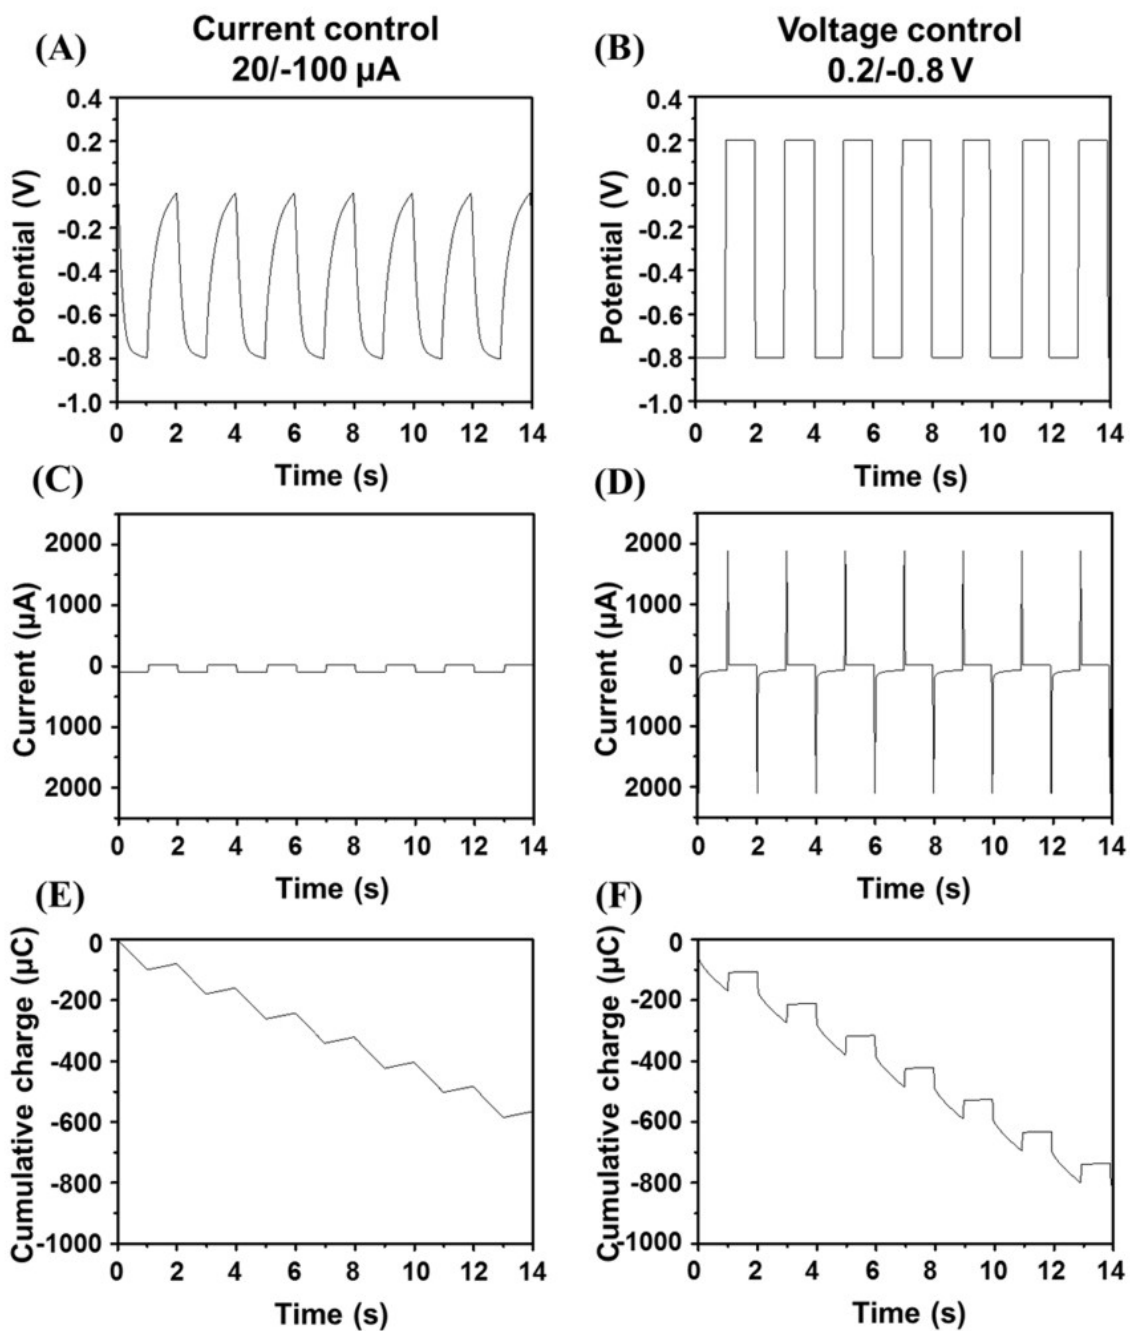 Current control
20/-100 µA
Voltage control
0.2/-0.8 V
(A)
0.4
0.2
0.0
-0.2
-0.4
-0.6
-0.8
-1.0
Potential (V)
0 2 4 6 8 10 12 14
Time (s)
(B)
0.4
0.2
0.0
-0.2
-0.4
-0.6
-0.8
-1.0
Potential (V)
0 2 4 6 8 10 12 14
Time (s)
(C)
2000
1000
0
1000
2000
Current (µA)
0 2 4 6 8 10 12 14
Time (s)
(D)
2000
1000
0
1000
2000
Current (µA)
0 2 4 6 8 10 12 14
Time (s)
(E)
0
-200
-400
-600
-800
-1000
Cumulative charge (µC)
0 2 4 6 8 10 12 14
Time (s)
(F)
0
-200
-400
-600
-800
-1000
Cumulative charge (µC)
0 2 4 6 8 10 12 14
Time (s)